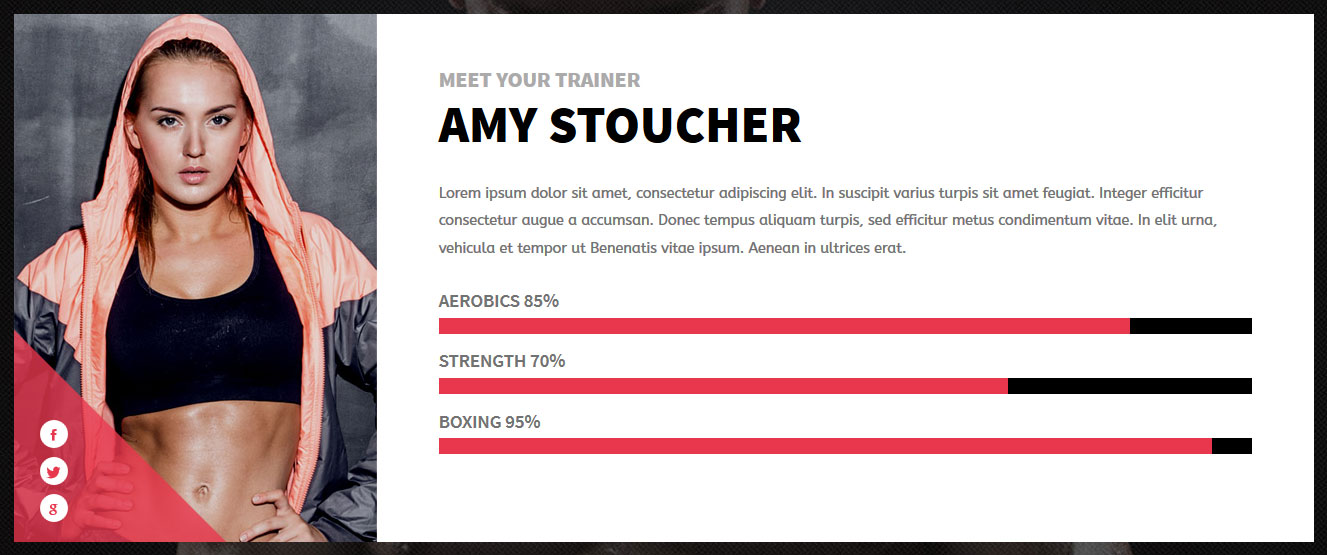 MEET YOUR TRAINER
AMY STOUCHER
Lorem ipsum dolor sit amet, consectetur adipiscing elit. In suscipit varius turpis sit amet feugiat. Integer efficitur
consectetur augue a accumsan. Donec tempus aliquam turpis, sed efficitur metus condimentum vitae. In elit urna,
vehicula et tempor ut Benenatis vitae ipsum. Aenean in ultrices erat.
AEROBICS 85%
STRENGTH 70%
BOXING 95%